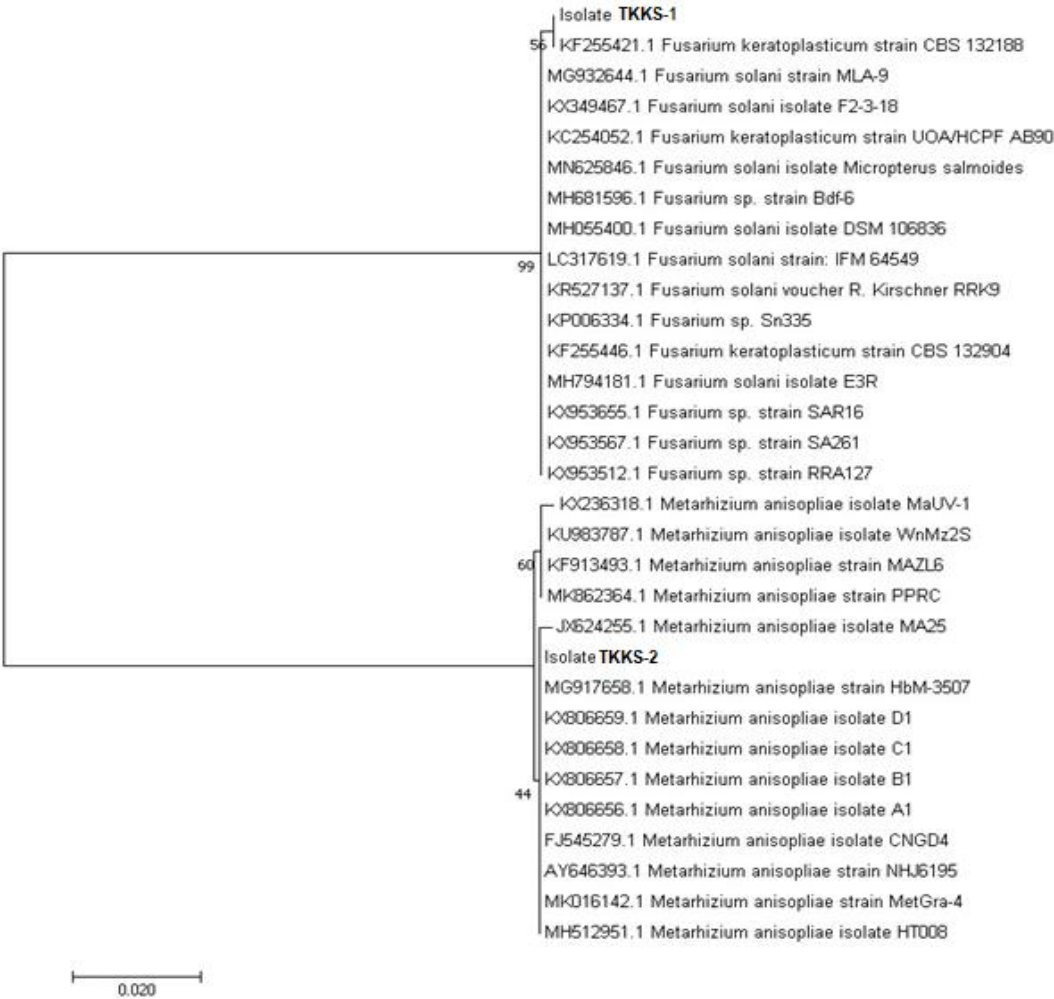 Isolate TKKS-1
56
KF255421.1 Fusarium keratoplasticum strain CBS 132188
MG932644.1 Fusarium solani strain MLA-9
KX349467.1 Fusarium solani isolate F2-3-18
KC254052.1 Fusarium keratoplasticum strain UOA/HCPF AB90
MN625846.1 Fusarium solani isolate Micropterus salmoides
MH681596.1 Fusarium sp. strain Bdf-6
MH055400.1 Fusarium solani isolate DSM 106836
99
LC317619.1 Fusarium solani strain: IFM 64549
KR527137.1 Fusarium solani voucher R. Kirschner RRK9
KP006334.1 Fusarium sp. Sn335
KF255446.1 Fusarium keratoplasticum strain CBS 132904
MH794181.1 Fusarium solani isolate E3R
KX953655.1 Fusarium sp. strain SAR16
KX953567.1 Fusarium sp. strain SA261
KX953512.1 Fusarium sp. strain RRA127
KX236318.1 Metarhizium anisopliae isolate MaUV-1
KU983787.1 Metarhizium anisopliae isolate WnMz2S
60
KF913493.1 Metarhizium anisopliae strain MAZL6
MK862364.1 Metarhizium anisopliae strain PPRC
JX624255.1 Metarhizium anisopliae isolate MA25
Isolate TKKS-2
MG917658.1 Metarhizium anisopliae strain HbM-3507
KX806659.1 Metarhizium anisopliae isolate D1
KX806658.1 Metarhizium anisopliae isolate C1
KX806657.1 Metarhizium anisopliae isolate B1
44
KX806656.1 Metarhizium anisopliae isolate A1
FJ545279.1 Metarhizium anisopliae isolate CNGD4
AY646393.1 Metarhizium anisopliae strain NHJ6195
MK016142.1 Metarhizium anisopliae strain MetGra-4
MH512951.1 Metarhizium anisopliae isolate HT008
0.020